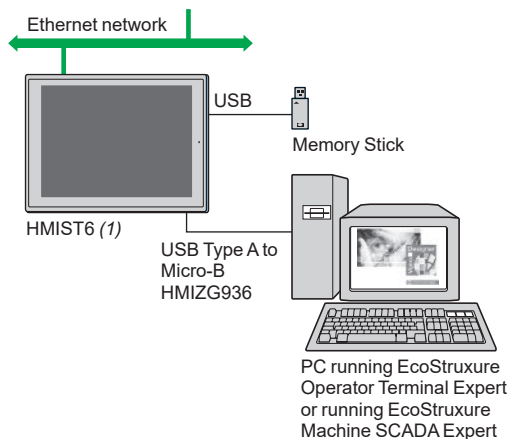 Ethernet network
USB
Memory Stick
HMIST6 (1)
USB Type A to
Micro-B
HMIZG936
PC running EcoStruxure
Operator Terminal Expert
or running EcoStruxure
Machine SCADA Expert